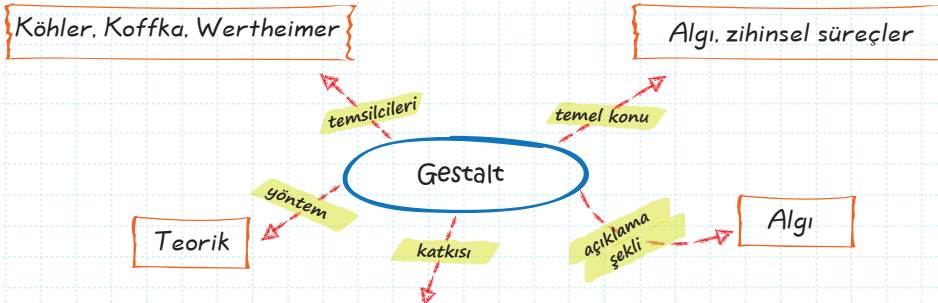 Köhler, Koffka, Wertheimer
Algı, zihinsel süreçler
temsilcileri
temel konu
Gestalt
yöntem
Teorik
katkısı
açıklama
şekli
Algı